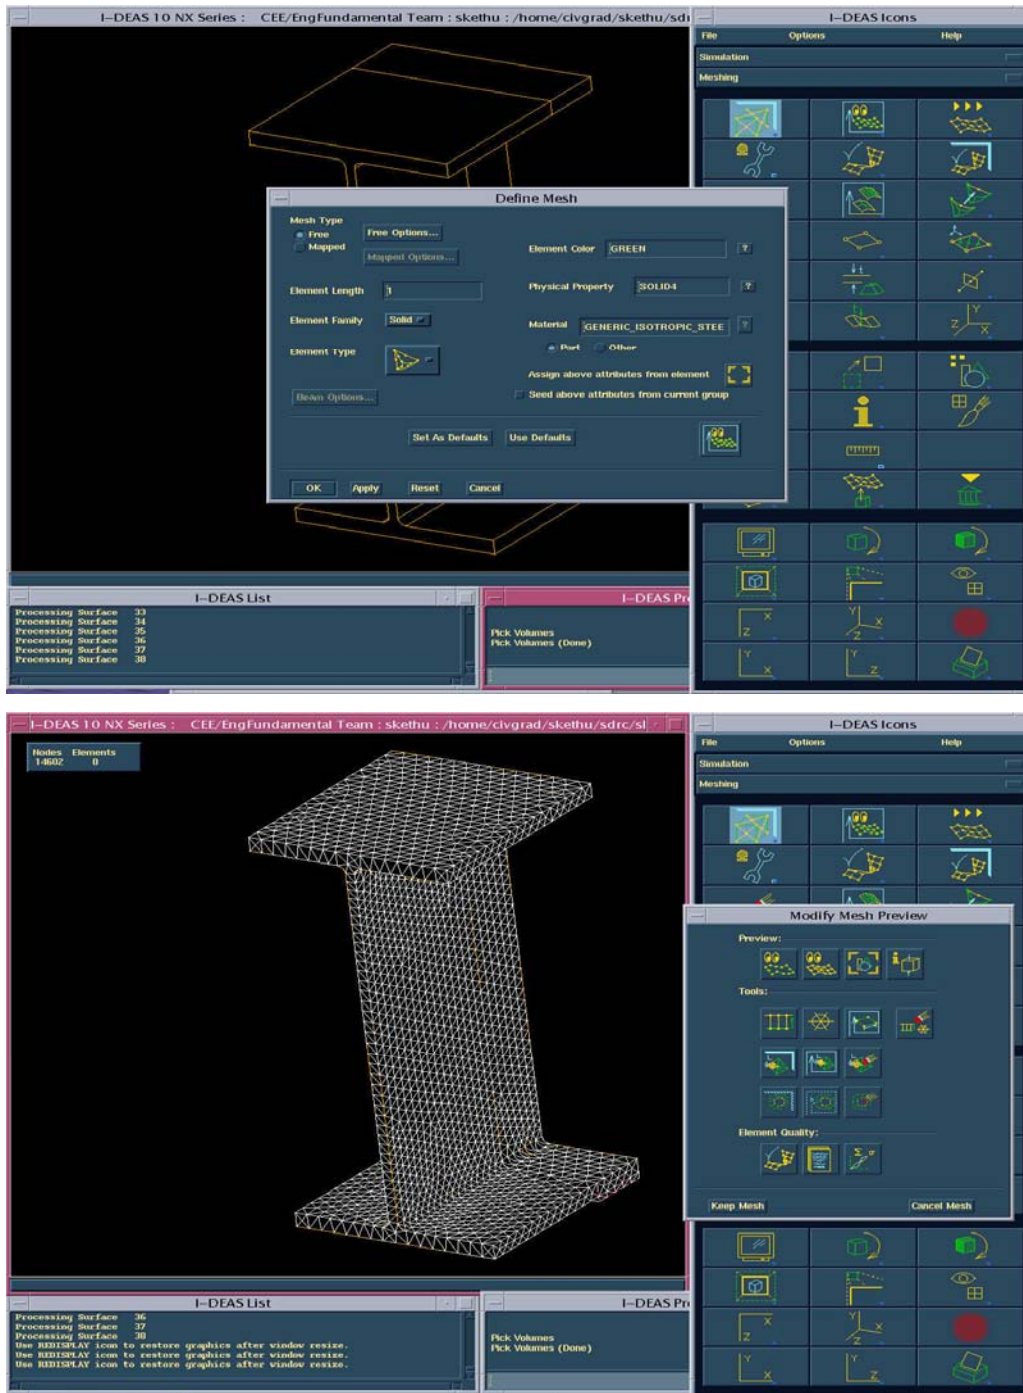 I-DEAS 10 NX Series : CEE/EngFundamental Team : skethu : /home/civgrad/skethu/sdr
I-DEAS Icons
File Options Help
Simulation
Meshing
Define Mesh
Mesh Type
Free
Mapped
Free Options...
Mapped Options...
Element Length 1
Element Family Solid
Element Type
Beam Options...
Element Color GREEN ?
Physical Property SOLID4 ?
Material GENERIC_ISOTROPIC_STEE ?
Part Other
Assign above attributes from element
Seed above attributes from current group
Set As Defaults Use Defaults
OK Apply Reset Cancel
I-DEAS List
Processing Surface 33
Processing Surface 34
Processing Surface 35
Processing Surface 36
Processing Surface 37
Processing Surface 38
I-DEAS Pr
Pick Volumes
Pick Volumes (Done)
Z X
Z X
Y X Z
Y X
Y Z
I-DEAS 10 NX Series : CEE/EngFundamental Team : skethu : /home/civgrad/skethu/sdrc/sl
Nodes Elements
14602 0
I-DEAS Icons
File Options Help
Simulation
Meshing
Modify Mesh Preview
Preview:
Tools:
Element Quality:
Keep Mesh Cancel Mesh
I-DEAS List
Processing Surface 36
Processing Surface 37
Processing Surface 38
Use REDISPLAY icon to restore graphics after window resize.
Use REDISPLAY icon to restore graphics after window resize.
Use REDISPLAY icon to restore graphics after window resize.
I-DEAS Pr
Pick Volumes
Pick Volumes (Done)
Z X
Y X Z
Y X
Y Z